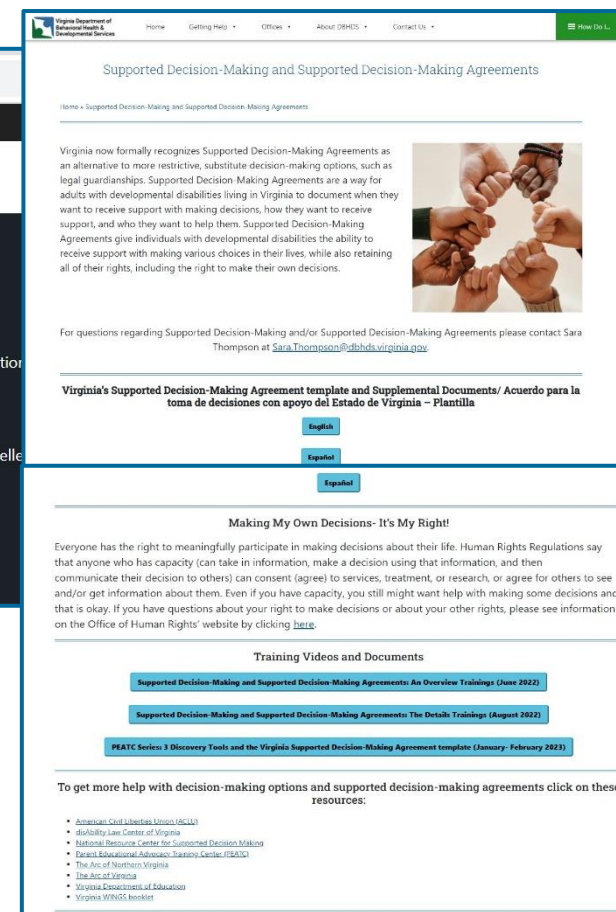 Virginia Department of
Behavioral Health &
Developmental Services
Home
Getting Help
Offices
About DBHDS
Contact Us
How Do I...
Supported Decision-Making and Supported Decision-Making Agreements
Home » Supported Decision-Making and Supported Decision-Making Agreements
Virginia now formally recognizes Supported Decision-Making Agreements as
an alternative to more restrictive, substitute decision-making options, such as
legal guardianships. Supported Decision-Making Agreements are a way for
adults with developmental disabilities living in Virginia to document when they
want to receive support with making decisions, how they want to receive
support, and who they want to help them. Supported Decision-Making
Agreements give individuals with developmental disabilities the ability to
receive support with making various choices in their lives, while also retaining
all of their rights, including the right to make their own decisions.
For questions regarding Supported Decision-Making and/or Supported Decision-Making Agreements please contact Sara
Thompson at Sara.Thompson@dbhds.virginia.gov.
Virginia's Supported Decision-Making Agreement template and Supplemental Documents/ Acuerdo para la
toma de decisiones con apoyo del Estado de Virginia – Plantilla
English
Español
Español
Making My Own Decisions- It's My Right!
Everyone has the right to meaningfully participate in making decisions about their life. Human Rights Regulations say
that anyone who has capacity (can take in information, make a decision using that information, and then
communicate their decision to others) can consent (agree) to services, treatment, or research, or agree for others to see
and/or get information about them. Even if you have capacity, you still might want help with making some decisions and
that is okay. If you have questions about your right to make decisions or about your other rights, please see information
on the Office of Human Rights' website by clicking here.
Training Videos and Documents
Supported Decision-Making and Supported Decision-Making Agreements: An Overview Trainings (June 2022)
Supported Decision-Making and Supported Decision-Making Agreements: The Details Trainings (August 2022)
PEATC Series: 3 Discovery Tools and the Virginia Supported Decision-Making Agreement template (January- February 2023)
To get more help with decision-making options and supported decision-making agreements click on these
resources:
American Civil Liberties Union (ACLU)
disAbility Law Center of Virginia
National Resource Center for Supported Decision Making
Parent Educational Advocacy Training Center (PEATC)
The Arc of Northern Virginia
The Arc of Virginia
Virginia Department of Education
Virginia WINGS booklet